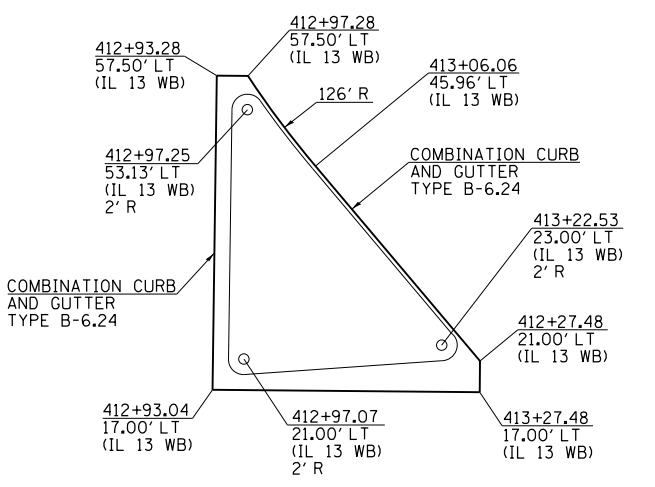 412+97.28
57.50' LT
(IL 13 WB)
412+93.28
57.50' LT
(IL 13 WB)
413+06.06
45.96' LT
(IL 13 WB)
126' R
412+97.25
53.13' LT
(IL 13 WB)
2' R
COMBINATION CURB
AND GUTTER
TYPE B-6.24
413+22.53
23.00' LT
(IL 13 WB)
2' R
COMBINATION CURB
AND GUTTER
TYPE B-6.24
412+27.48
21.00' LT
(IL 13 WB)
412+93.04
17.00' LT
(IL 13 WB)
412+97.07
21.00' LT
(IL 13 WB)
2' R
413+27.48
17.00' LT
(IL 13 WB)